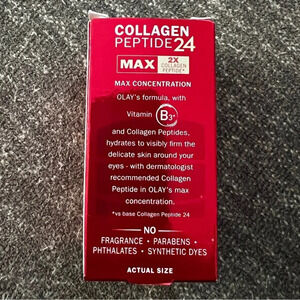 COLLAGEN
PEPTIDE 24
MAX
2X
COLLAGEN
PEPTIDE*
MAX CONCENTRATION
OLAY's formula, with
Vitamin B3+
and Collagen Peptides,
hydrates to visibly firm the
delicate skin around your
eyes - with dermatologist
recommended Collagen
Peptide in OLAY's max
concentration.
*vs base Collagen Peptide 24
NO
FRAGRANCE • PARABENS •
PHTHALATES • SYNTHETIC DYES
ACTUAL SIZE